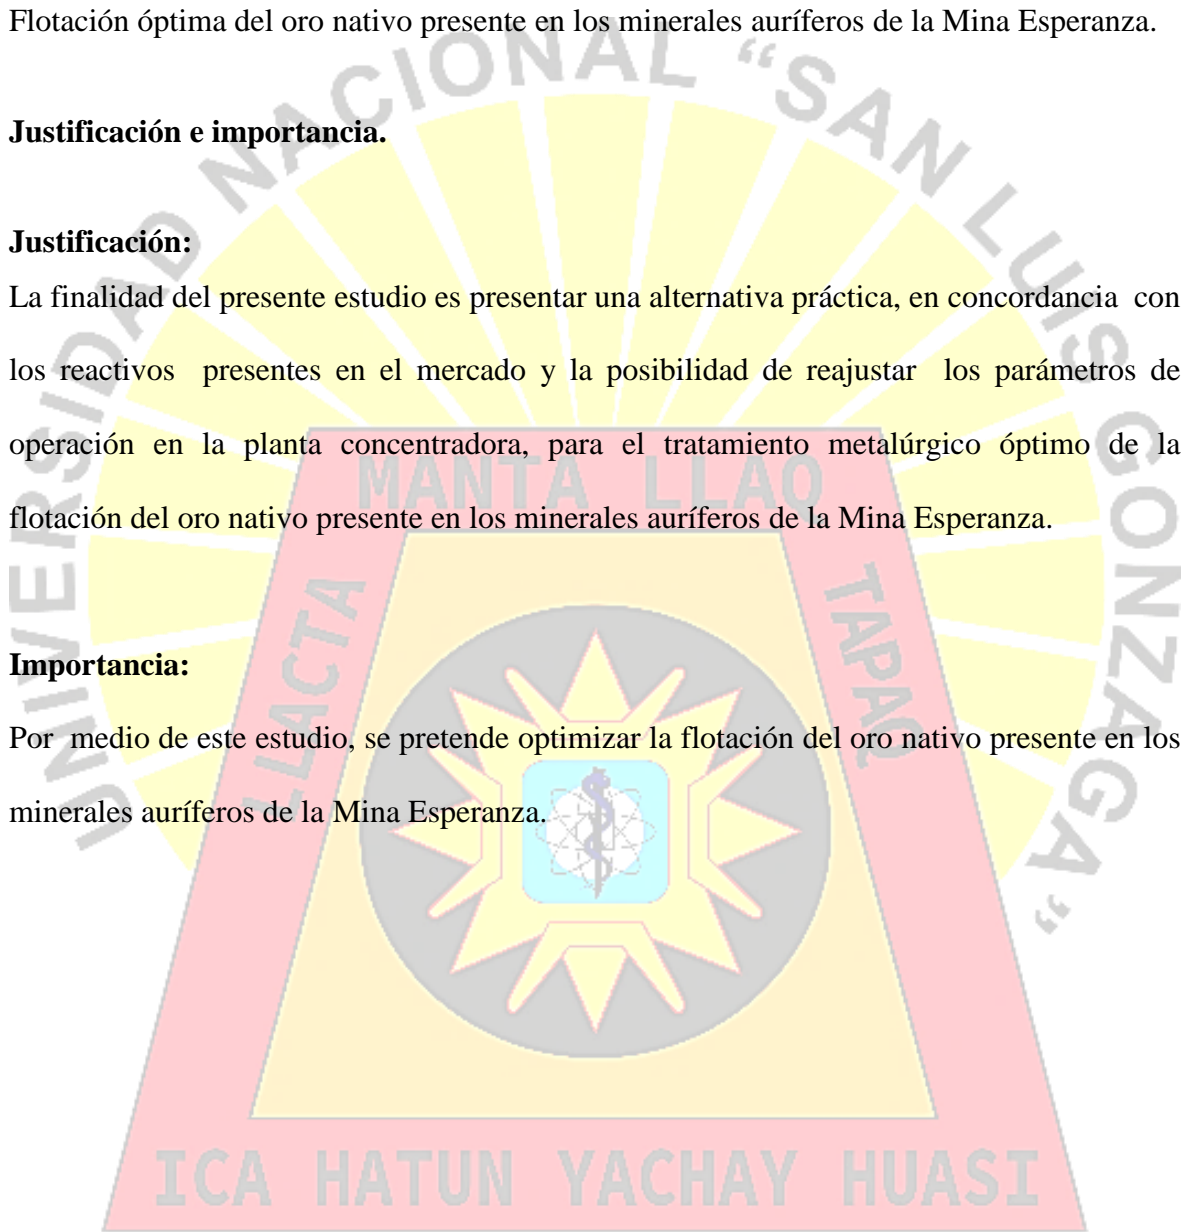 Flotación óptima del oro nativo presente en los minerales auríferos de la Mina Esperanza.
Justificación e importancia.
Justificación:
La finalidad del presente estudio es presentar una alternativa práctica, en concordancia con
los reactivos presentes en el mercado y la posibilidad de reajustar los parámetros de
operación en la planta concentradora, para el tratamiento metalúrgico óptimo de la
flotación del oro nativo presente en los minerales auríferos de la Mina Esperanza.
Importancia:
Por medio de este estudio, se pretende optimizar la flotación del oro nativo presente en los
minerales auríferos de la Mina Esperanza.
UNIVERSIDAD NACIONAL “SAN LUIS GONZAGA”
LLACTA
MANTA LLAQ
TAPAQ
ICA HATUN YACHAY HUASI